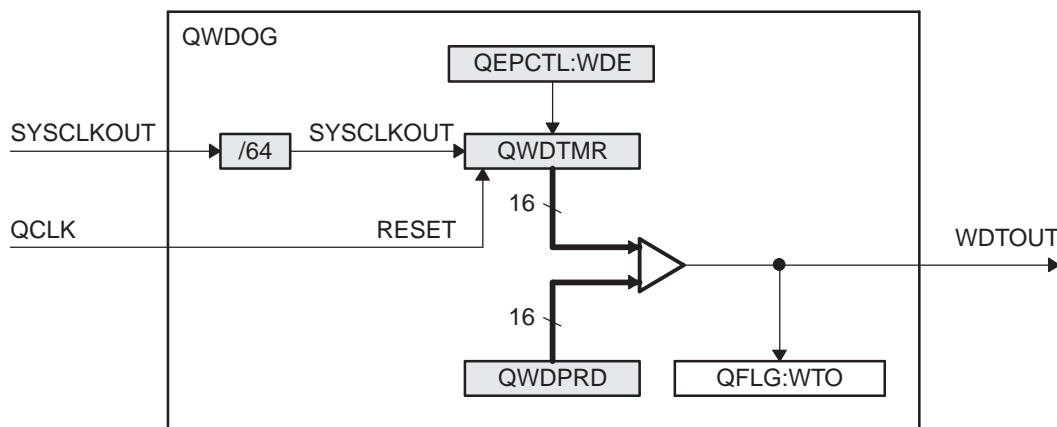 QWDOG
QEPCTL:WDE
SYSCLKOUT
/64
SYSCLKOUT
QWDTMR
16
QCLK
RESET
WDTOUT
16
QWDPRD
QFLG:WTO